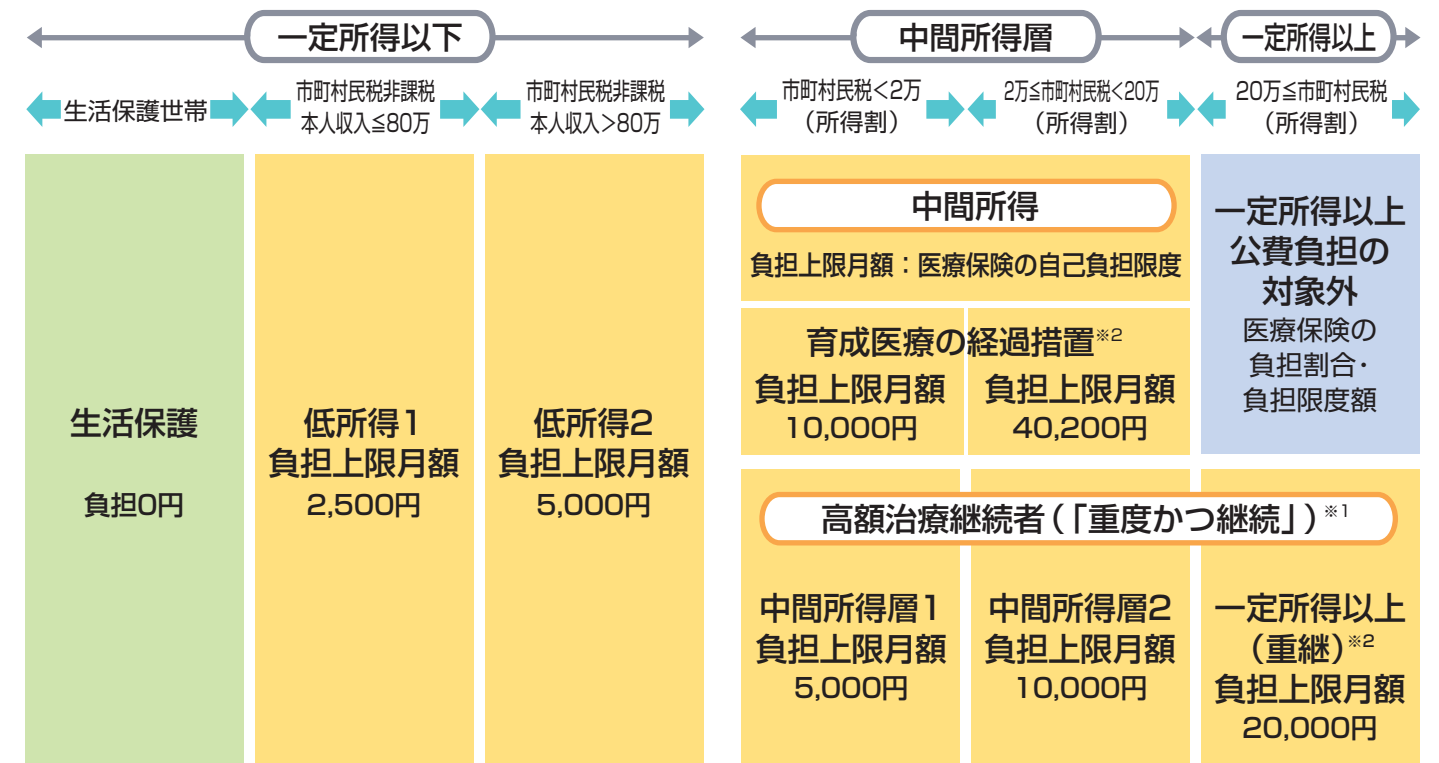 一定所得以下
中間所得層
一定所得以上
生活保護世帯
市町村民税非課税
本人収入≦80万
市町村民税非課税
本人収入>80万
市町村民税<2万
(所得割)
2万≦市町村民税<20万
(所得割)
20万≦市町村民税
(所得割)
生活保護
負担0円
低所得1
負担上限月額
2,500円
低所得2
負担上限月額
5,000円
中間所得
負担上限月額:医療保険の自己負担限度
育成医療の経過措置※2
負担上限月額
10,000円
負担上限月額
40,200円
一定所得以上
公費負担の
対象外
医療保険の
負担割合・
負担限度額
高額治療継続者(「重度かつ継続」)※1
中間所得層1
負担上限月額
5,000円
中間所得層2
負担上限月額
10,000円
一定所得以上
(重継)※2
負担上限月額
20,000円